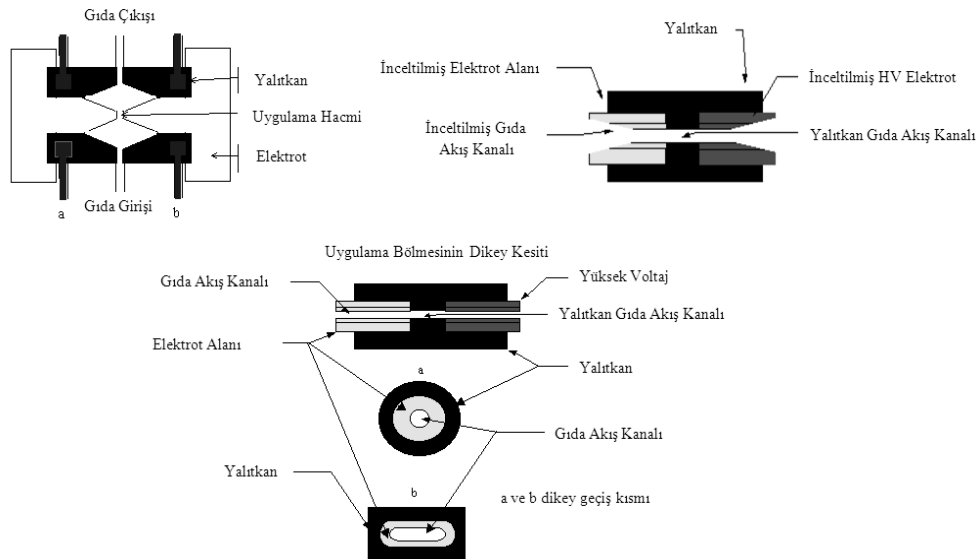 Gıda Çıkışı
Yalıtkan
Uygulama Hacmi
Elektrot
a
Gıda Girişi
b
Yalıtkan
İnceltilmiş Elektrot Alanı
İnceltilmiş HV Elektrot
İnceltilmiş Gıda
Akış Kanalı
Yalıtkan Gıda Akış Kanalı
Uygulama Bölmesinin Dikey Kesiti
Gıda Akış Kanalı
Yüksek Voltaj
Yalıtkan Gıda Akış Kanalı
Elektrot Alanı
Yalıtkan
a
Gıda Akış Kanalı
Yalıtkan
b
a ve b dikey geçiş kısmı